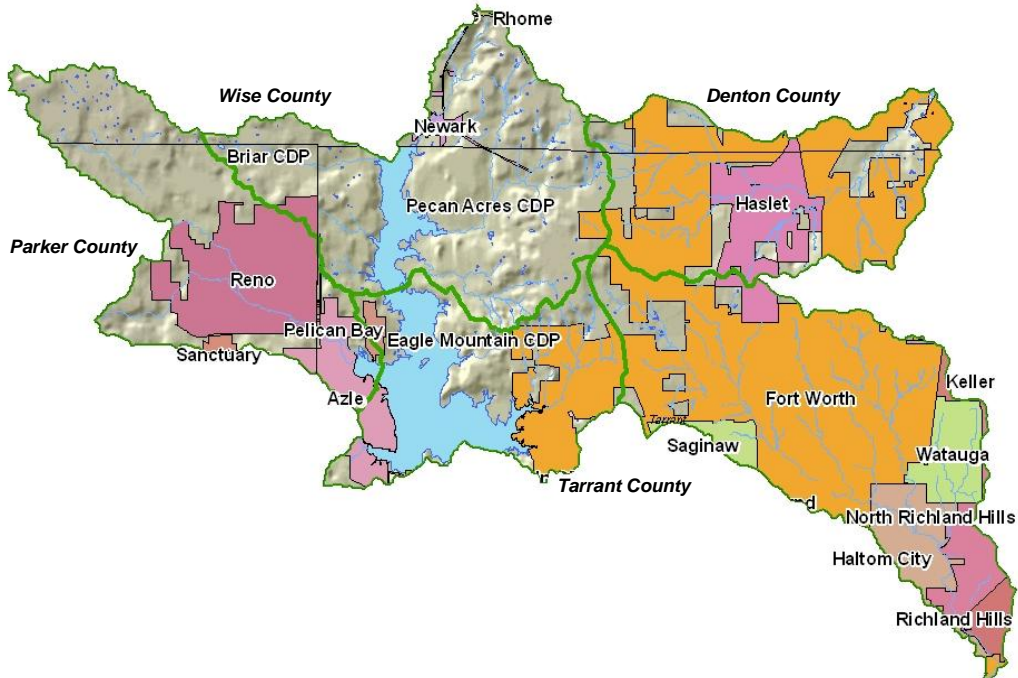 Rhome
Wise County
Denton County
Newark
Briar CDP
Pecan Acres CDP
Haslet
Parker County
Reno
Pelican Bay
Eagle Mountain CDP
Sanctuary
Keller
Azle
Fort Worth
Tarrant
Saginaw
Watauga
Tarrant County
North Richland Hills
Haltom City
Richland Hills